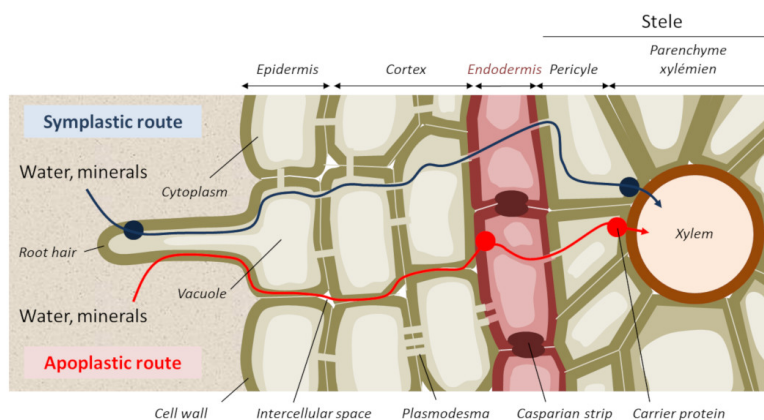 Stele
Epidermis
Cortex
Endodermis
Pericyle
Parenchyme
xylémien
Symplastic route
Water, minerals
Cytoplasm
Root hair
Xylem
Vacuole
Water, minerals
Apoplastic route
Cell wall
Intercellular space
Plasmodesma
Casparian strip
Carrier protein